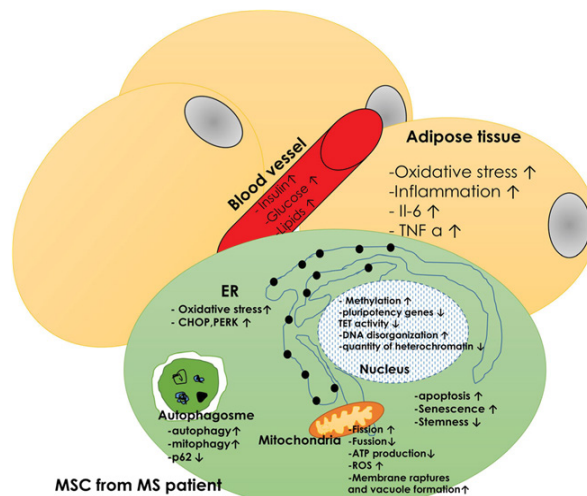 Adipose tissue
-Oxidative stress ↑
-Inflammation ↑
- Il-6 ↑
- TNF α ↑
Blood vessel
- Insulin↑
-Glucose ↑
-Lipids ↑
ER
- Oxidative stress↑
- CHOP,PERK ↑
- Methylation ↑
-pluripotency genes ↓
TET activity ↓
-DNA disorganization ↑
-quantity of heterochromatin ↓
Nucleus
Autophagosme
-autophagy↑
-mitophagy↑
-p62 ↓
Mitochondria
-Fission ↑
-Fussion↓
-ATP production↓
-ROS ↑
-Membrane raptures
and vacuole formation↑
-apoptosis ↑
-Senescence ↑
-Stemness ↓
MSC from MS patient